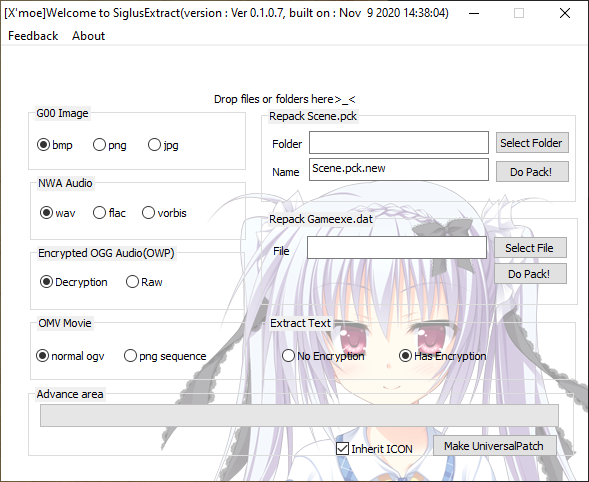 [X'moe]Welcome to SiglusExtract(version : Ver 0.1.0.7, built on : Nov  9 2020 14:38:04)
Feedback About
Drop files or folders here>_<
G00 Image
bmp png jpg
NWA Audio
wav flac vorbis
Encrypted OGG Audio(OWP)
Decryption Raw
OMV Movie
normal ogv png sequence
Repack Scene.pck
Folder Select Folder
Name Scene.pck.new Do Pack!
Repack Gameexe.dat
File Select File
Do Pack!
Extract Text
No Encryption Has Encryption
Advance area
Inherit ICON Make UniversalPatch